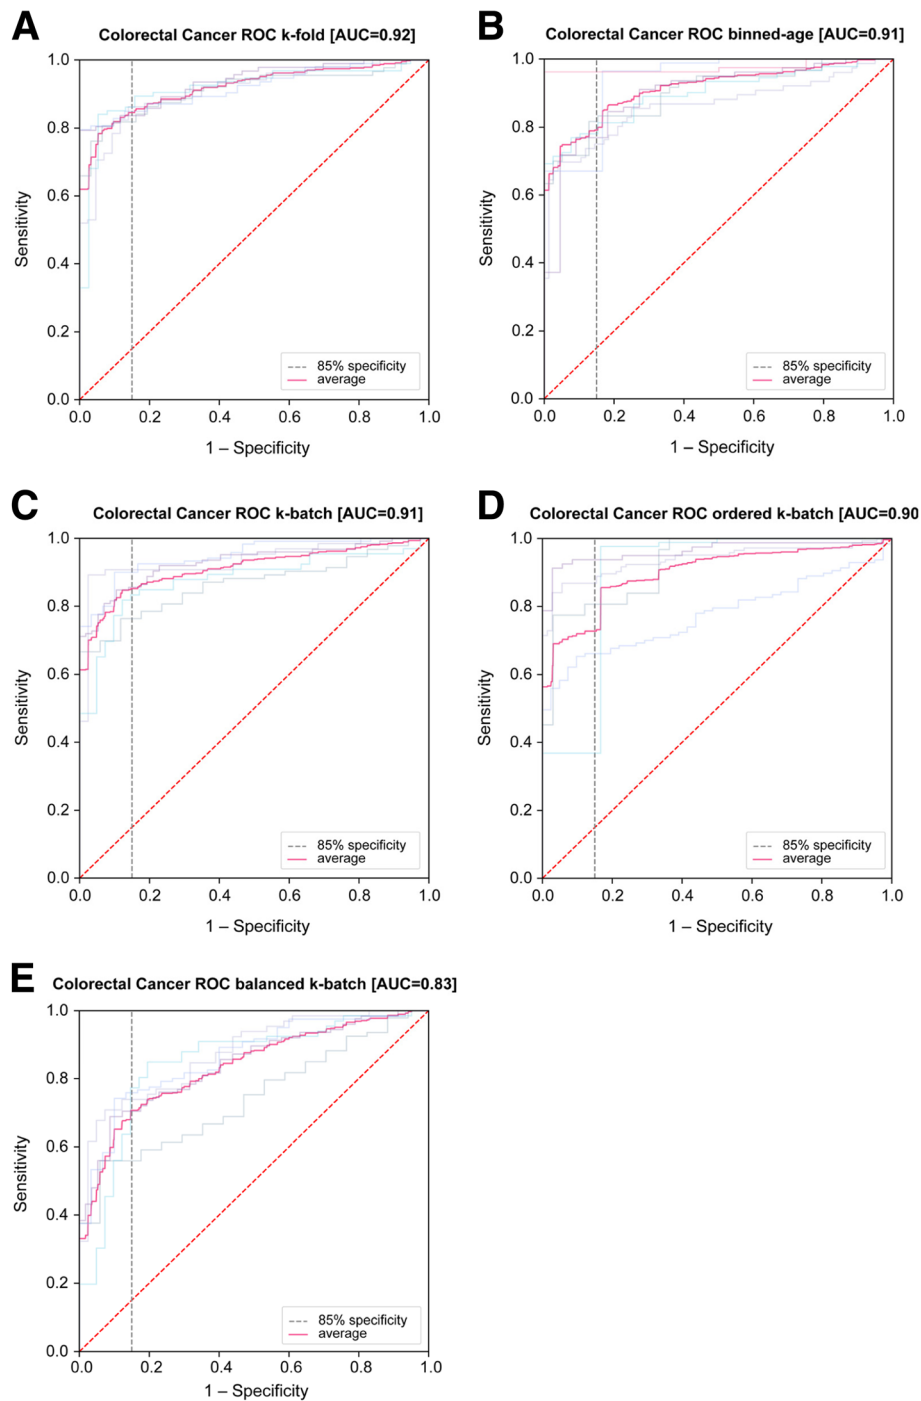 A
Colorectal Cancer ROC k-fold [AUC=0.92]
1.0
0.8
0.6
0.4
0.2
0.0
Sensitivity
85% specificity
average
0.0 0.2 0.4 0.6 0.8 1.0
1 – Specificity
B
Colorectal Cancer ROC binned-age [AUC=0.91]
1.0
0.8
0.6
0.4
0.2
0.0
Sensitivity
85% specificity
average
0.0 0.2 0.4 0.6 0.8 1.0
1 – Specificity
C
Colorectal Cancer ROC k-batch [AUC=0.91]
1.0
0.8
0.6
0.4
0.2
0.0
Sensitivity
85% specificity
average
0.0 0.2 0.4 0.6 0.8 1.0
1 – Specificity
D
Colorectal Cancer ROC ordered k-batch [AUC=0.90
1.0
0.8
0.6
0.4
0.2
0.0
Sensitivity
85% specificity
average
0.0 0.2 0.4 0.6 0.8 1.0
1 – Specificity
E
Colorectal Cancer ROC balanced k-batch [AUC=0.83]
1.0
0.8
0.6
0.4
0.2
0.0
Sensitivity
85% specificity
average
0.0 0.2 0.4 0.6 0.8 1.0
1 – Specificity